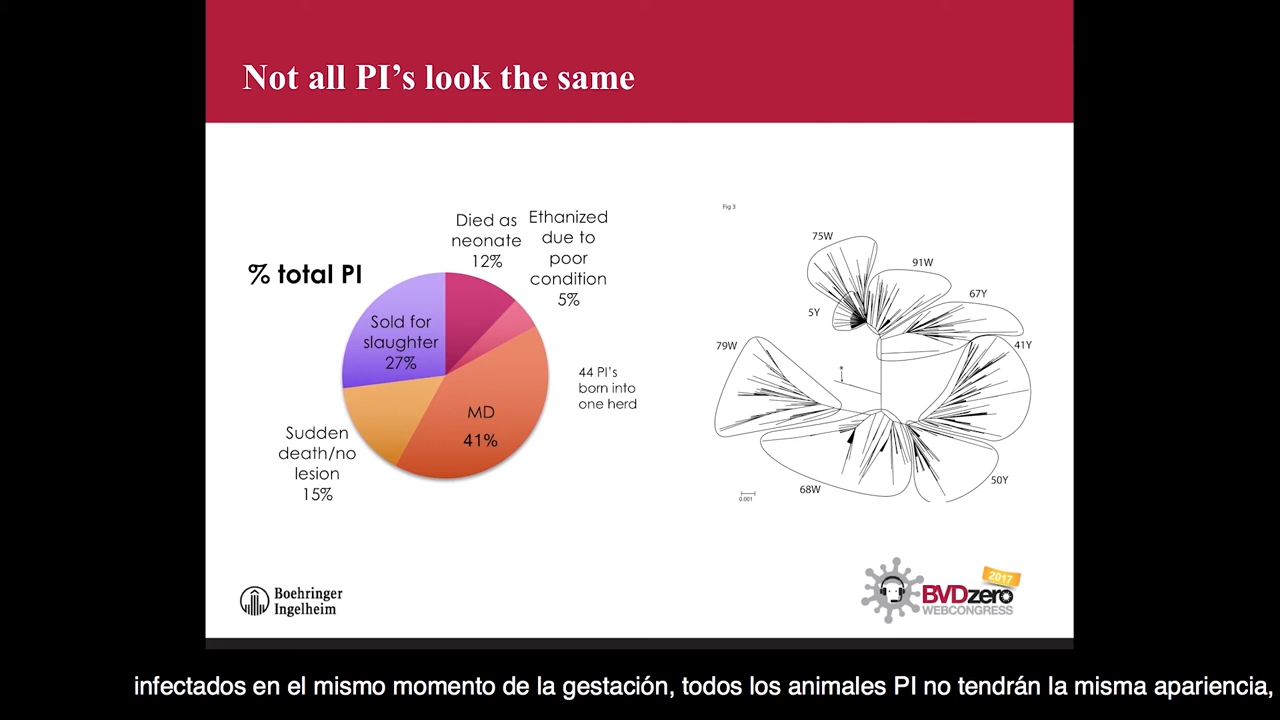 Not all PI's look the same
% total PI
Died as
neonate
12%
Ethanized
due to
poor
condition
5%
Sold for
slaughter
27%
MD
41%
Sudden
death/no
lesion
15%
44 PI's
born into
one herd
Fig 3
75W
91W
67Y
5Y
41Y
79W
*
68W
50Y
0.001
Boehringer
Ingelheim
2017
BVDzero
WEBCONGRESS
infectados en el mismo momento de la gestación, todos los animales PI no tendrán la misma apariencia,